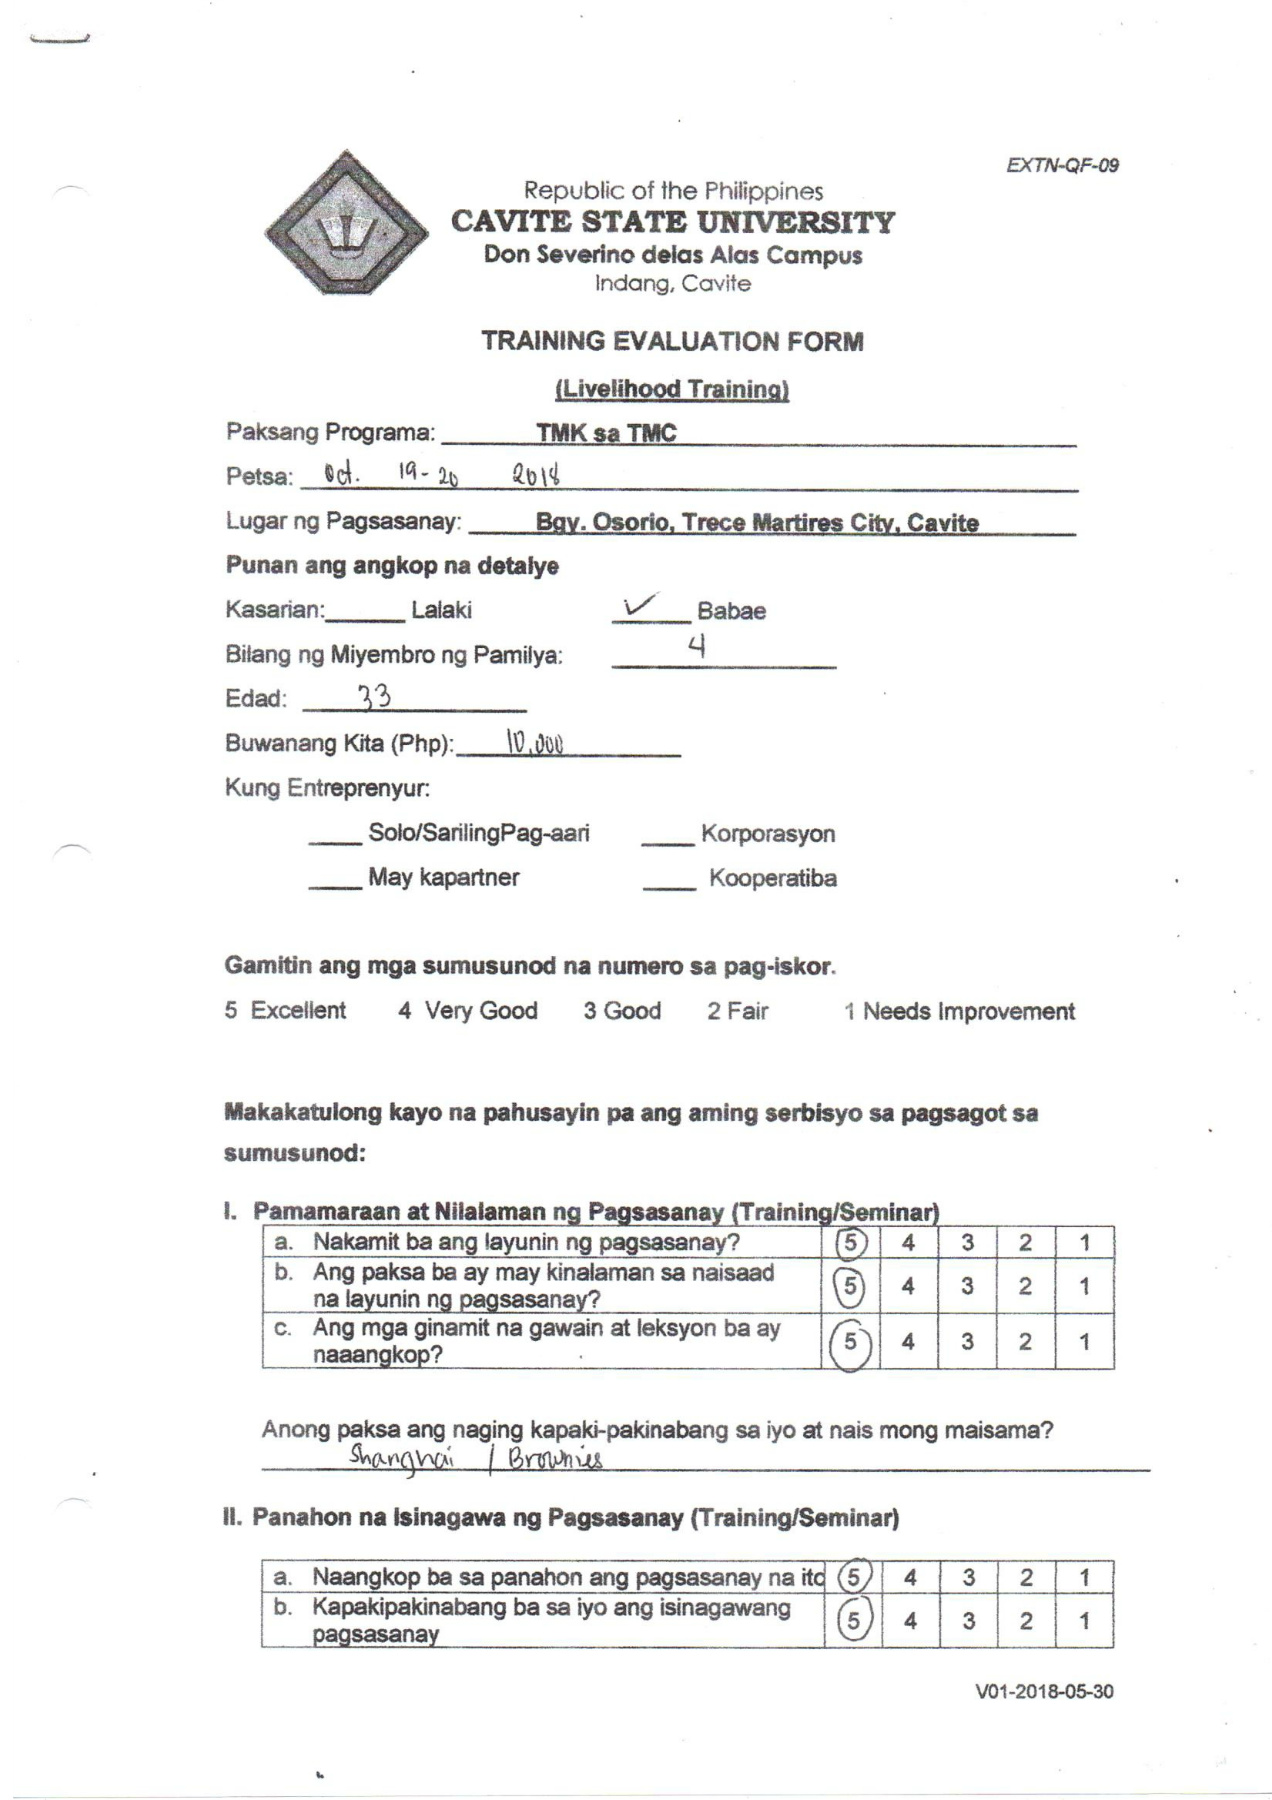 EXTN-QF-09
Republic of the Philippines
CAVITE STATE UNIVERSITY
Don Severino delas Alas Campus
Indang, Cavite
TRAINING EVALUATION FORM
(Livelihood Training)
Paksang Programa: TMK sa TMC
Petsa: Oct. 19-20 2018
Lugar ng Pagsasanay: Bgy. Osorio, Trece Martires City, Cavite
Punan ang angkop na detalye
Kasarian: Lalaki ✓ Babae
Bilang ng Miyembro ng Pamilya: 4
Edad: 33
Buwanang Kita (Php): 10,000
Kung Entreprenyur:
Solo/SarilingPag-aari Korporasyon
May kapartner Kooperatiba
Gamitin ang mga sumusunod na numero sa pag-iskor.
5 Excellent 4 Very Good 3 Good 2 Fair 1 Needs Improvement
Makakatulong kayo na pahusayin pa ang aming serbisyo sa pagsagot sa
sumusunod:
I. Pamamaraan at Nilalaman ng Pagsasanay (Training/Seminar)
a. Nakamit ba ang layunin ng pagsasanay? 5 4 3 2 1
b. Ang paksa ba ay may kinalaman sa naisaad
na layunin ng pagsasanay? 5 4 3 2 1
c. Ang mga ginamit na gawain at leksyon ba ay
naaangkop? 5 4 3 2 1
Anong paksa ang naging kapaki-pakinabang sa iyo at nais mong maisama?
Shanghai / Brownies
II. Panahon na Isinagawa ng Pagsasanay (Training/Seminar)
a. Naangkop ba sa panahon ang pagsasanay na ito 5 4 3 2 1
b. Kapakipakinabang ba sa iyo ang isinagawang
pagsasanay 5 4 3 2 1
V01-2018-05-30